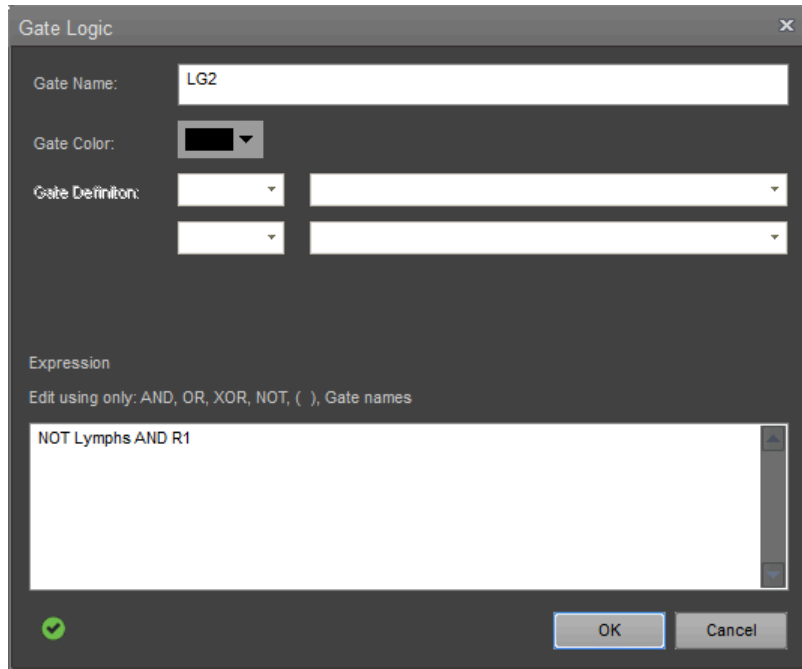 Gate Logic
Gate Name:
LG2
Gate Color:
Gate Definiton:
Expression
Edit using only: AND, OR, XOR, NOT, ( ), Gate names
NOT Lymphs AND R1
OK
Cancel